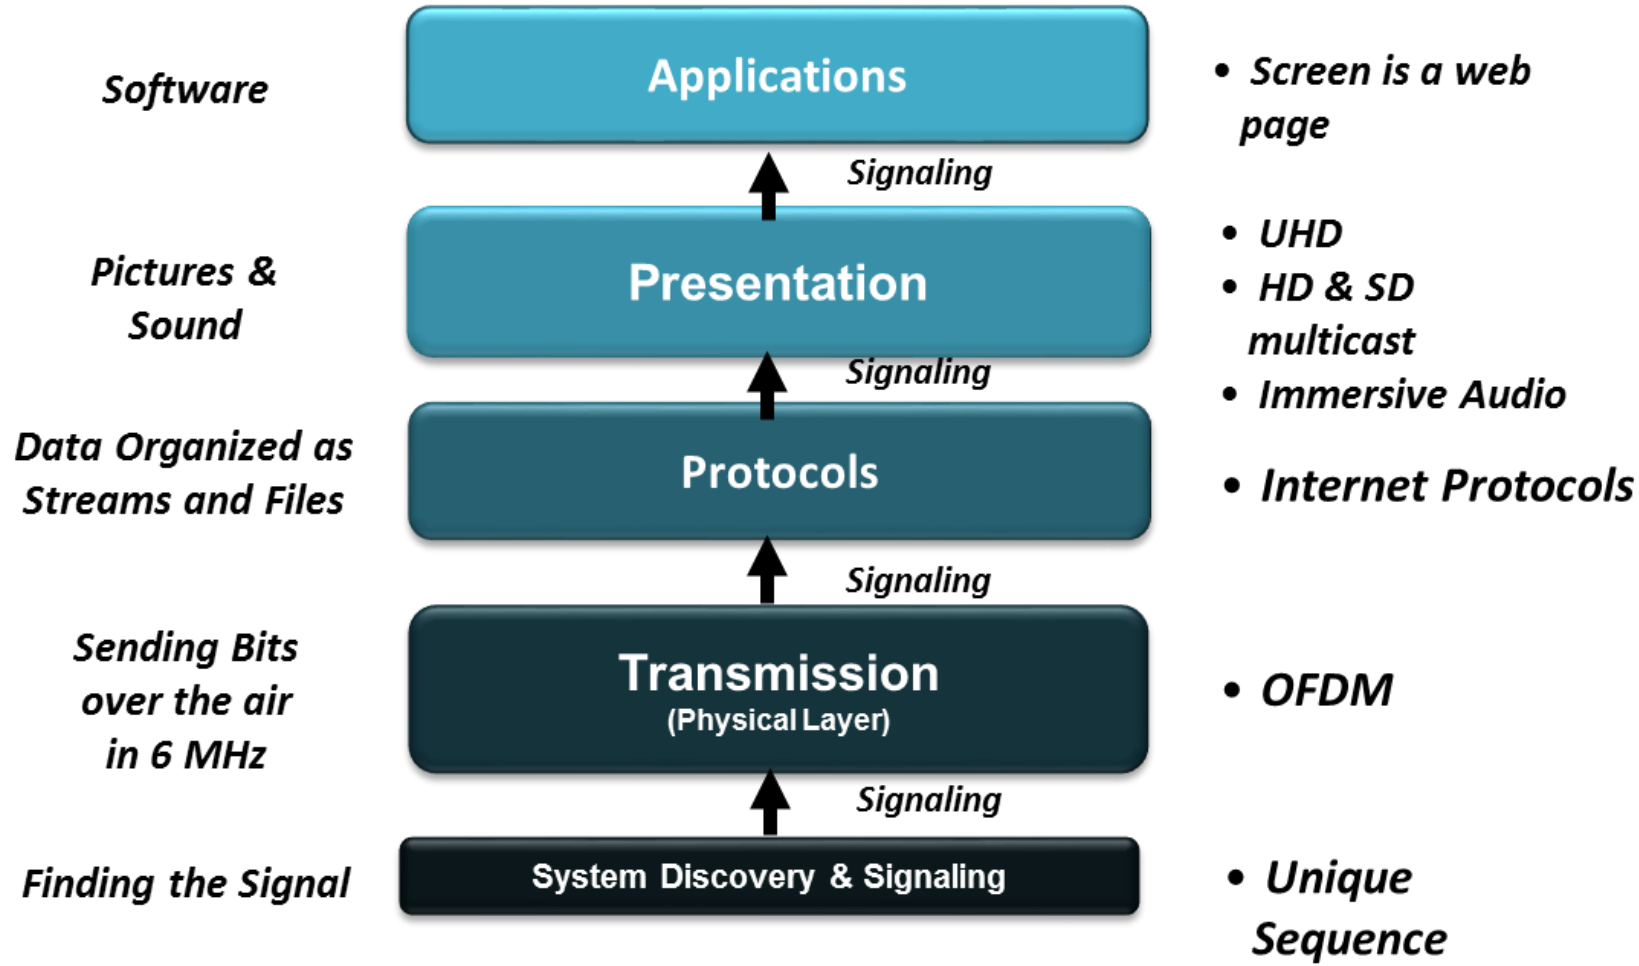 Software
Applications
• Screen is a web
page
Signaling
Pictures &
Sound
Presentation
• UHD
• HD & SD
multicast
• Immersive Audio
Signaling
Data Organized as
Streams and Files
Protocols
• Internet Protocols
Signaling
Sending Bits
over the air
in 6 MHz
Transmission
(Physical Layer)
• OFDM
Signaling
Finding the Signal
System Discovery & Signaling
• Unique
Sequence